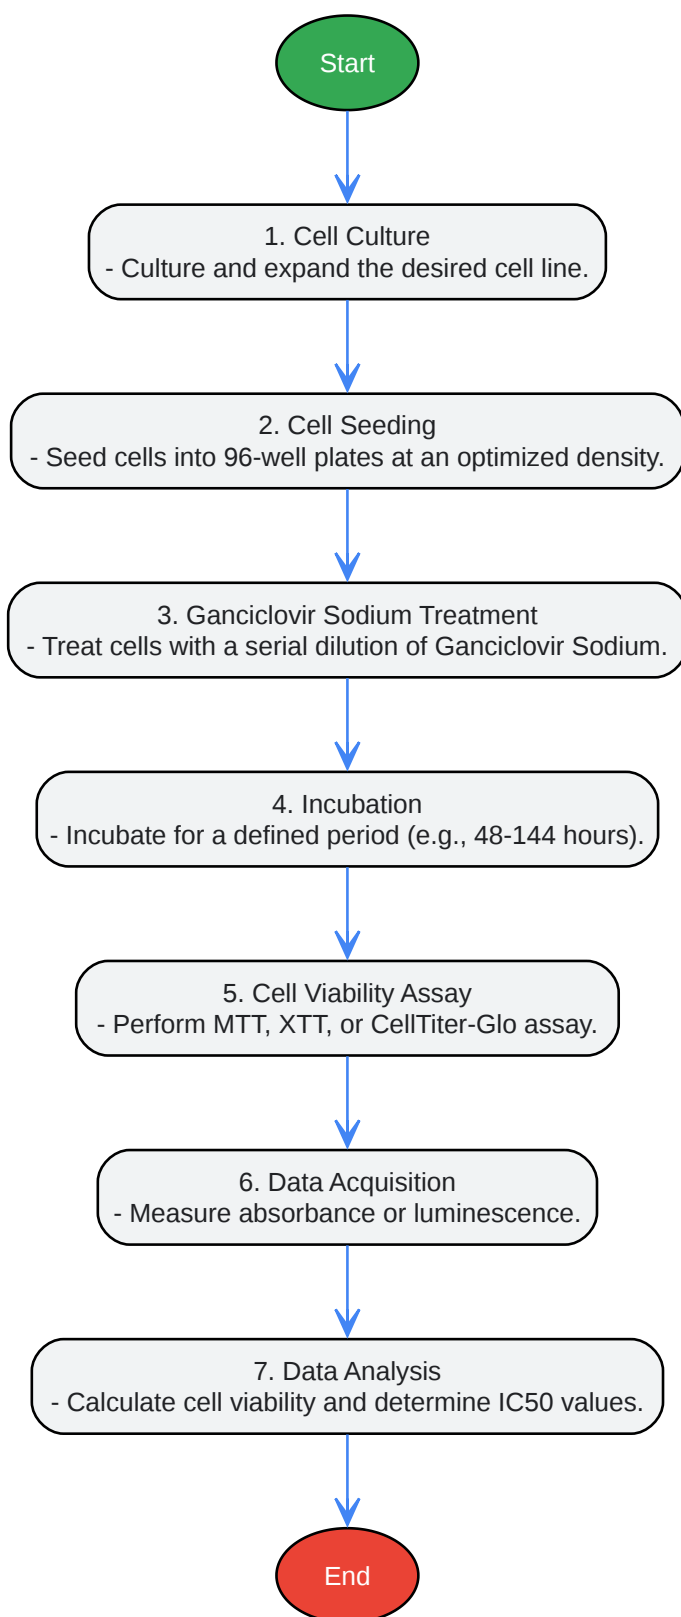 Start
1. Cell Culture
- Culture and expand the desired cell line.
2. Cell Seeding
- Seed cells into 96-well plates at an optimized density.
3. Ganciclovir Sodium Treatment
- Treat cells with a serial dilution of Ganciclovir Sodium.
4. Incubation
- Incubate for a defined period (e.g., 48-144 hours).
5. Cell Viability Assay
- Perform MTT, XTT, or CellTiter-Glo assay.
6. Data Acquisition
- Measure absorbance or luminescence.
7. Data Analysis
- Calculate cell viability and determine IC50 values.
End